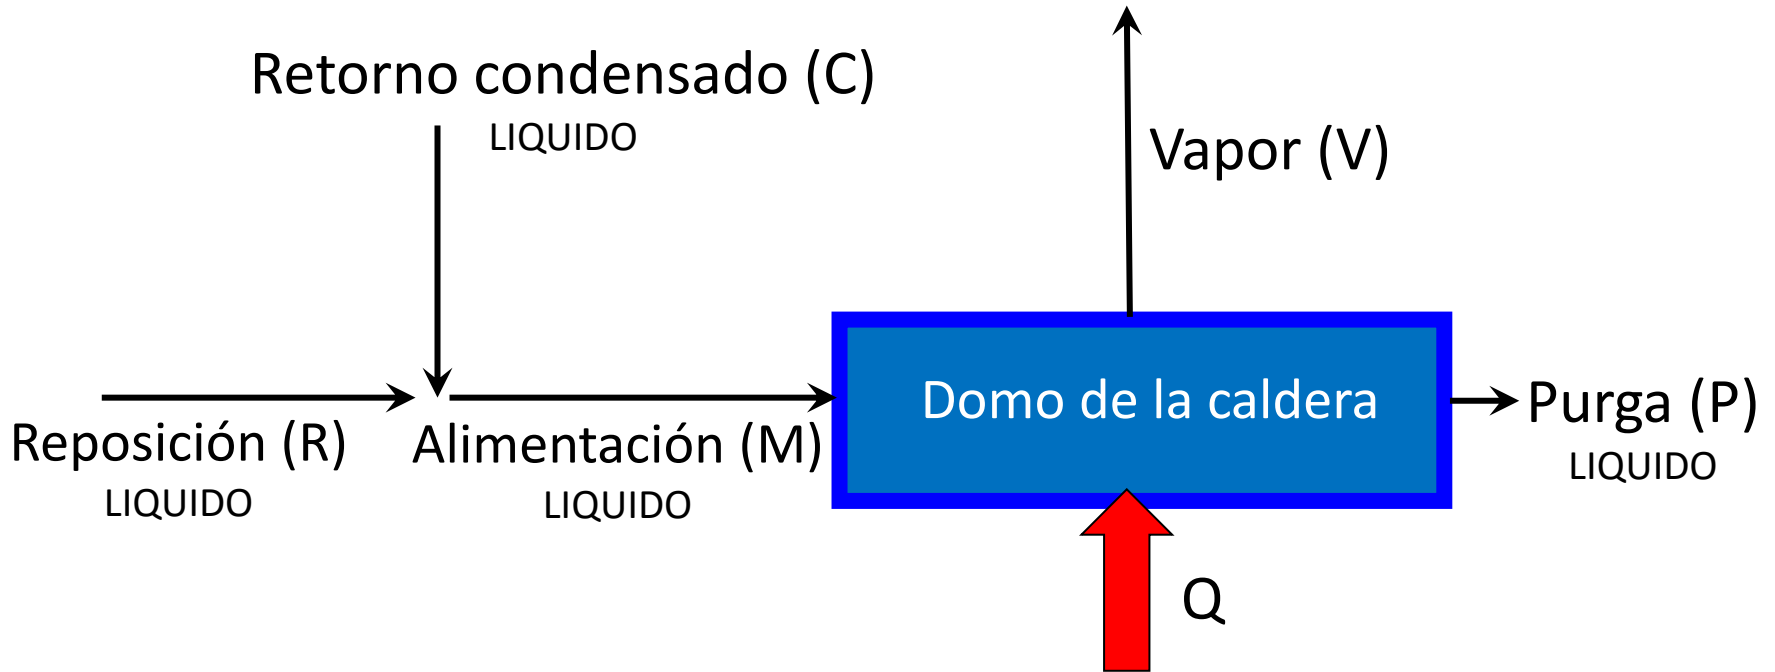 Retorno condensado (C)
LIQUIDO
Vapor (V)
Domo de la caldera
Purga (P)
LIQUIDO
Reposición (R)
LIQUIDO
Alimentación (M)
LIQUIDO
Q